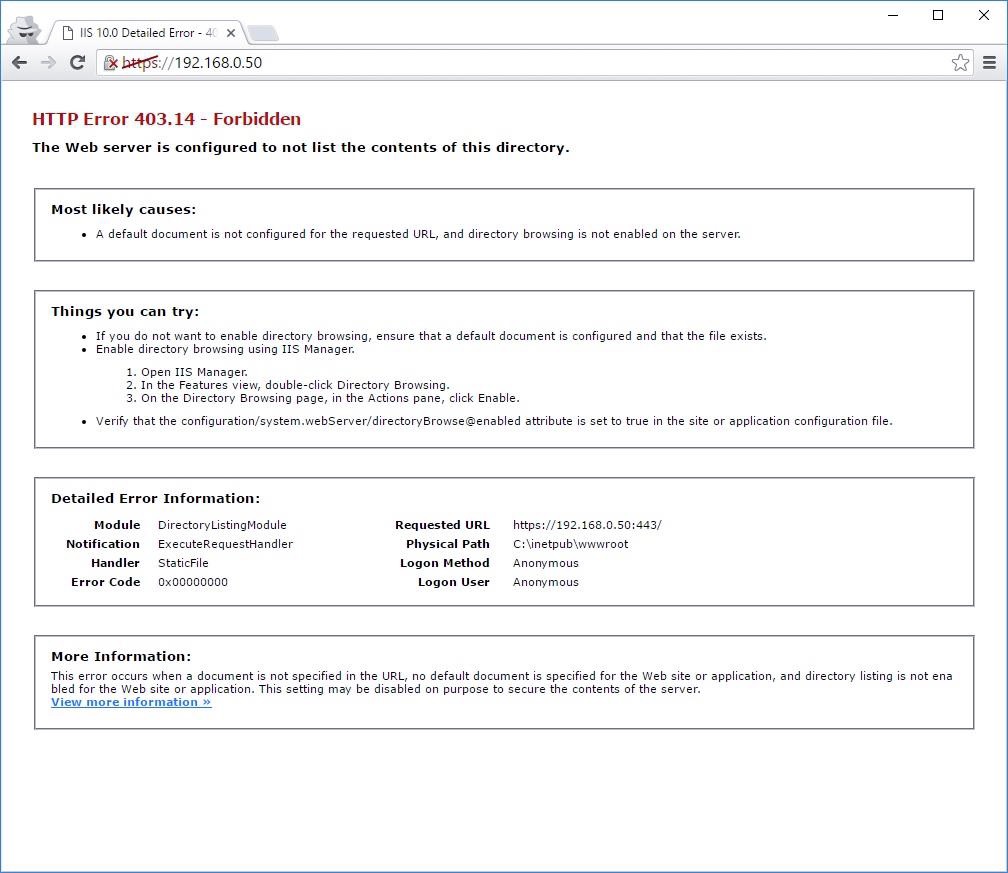 IIS 10.0 Detailed Error - 40
https://192.168.0.50
HTTP Error 403.14 - Forbidden
The Web server is configured to not list the contents of this directory.
Most likely causes:
• A default document is not configured for the requested URL, and directory browsing is not enabled on the server.
Things you can try:
• If you do not want to enable directory browsing, ensure that a default document is configured and that the file exists.
• Enable directory browsing using IIS Manager.
1. Open IIS Manager.
2. In the Features view, double-click Directory Browsing.
3. On the Directory Browsing page, in the Actions pane, click Enable.
• Verify that the configuration/system.webServer/directoryBrowse@enabled attribute is set to true in the site or application configuration file.
Detailed Error Information:
Module DirectoryListingModule
Notification ExecuteRequestHandler
Handler StaticFile
Error Code 0x00000000
Requested URL https://192.168.0.50:443/
Physical Path C:\inetpub\wwwroot
Logon Method Anonymous
Logon User Anonymous
More Information:
This error occurs when a document is not specified in the URL, no default document is specified for the Web site or application, and directory listing is not ena
bled for the Web site or application. This setting may be disabled on purpose to secure the contents of the server.
View more information »